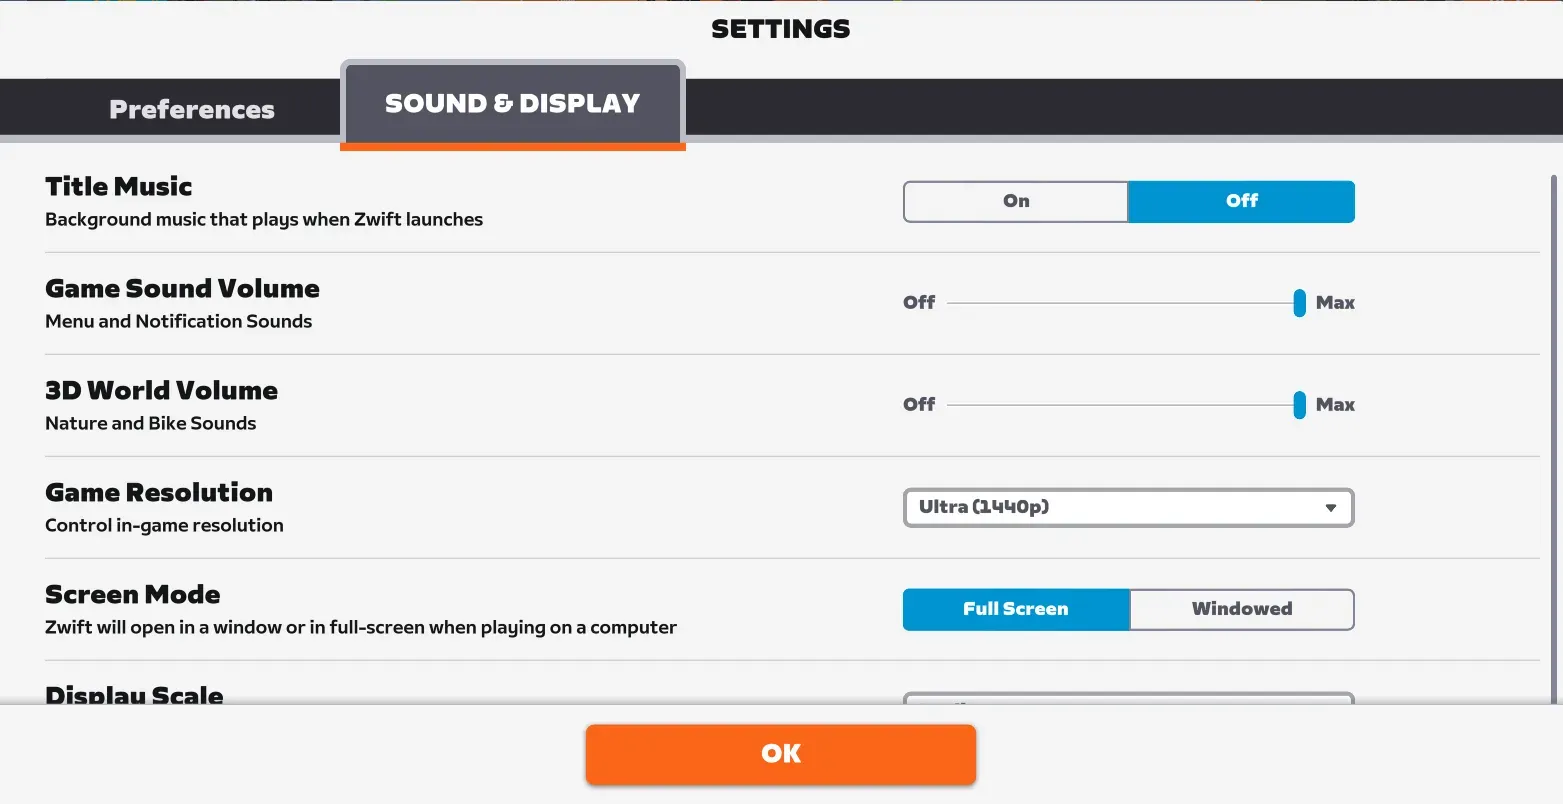 SETTINGS
Preferences
SOUND & DISPLAY
Title Music
Background music that plays when Zwift launches
On
Off
Game Sound Volume
Menu and Notification Sounds
Off
Max
3D World Volume
Nature and Bike Sounds
Off
Max
Game Resolution
Control in-game resolution
Ultra (1440p)
Screen Mode
Zwift will open in a window or in full-screen when playing on a computer
Full Screen
Windowed
Display Scale
OK